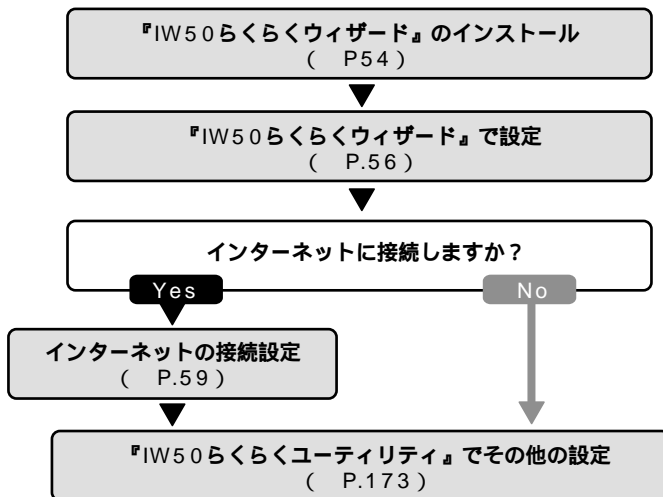 『IW50らくらくウィザード』のインストール
( P54)
『IW50らくらくウィザード』で設定
( P.56)
インターネットに接続しますか？
Yes
No
インターネットの接続設定
( P.59)
『IW50らくらくユーティリティ』でその他の設定
( P.173)